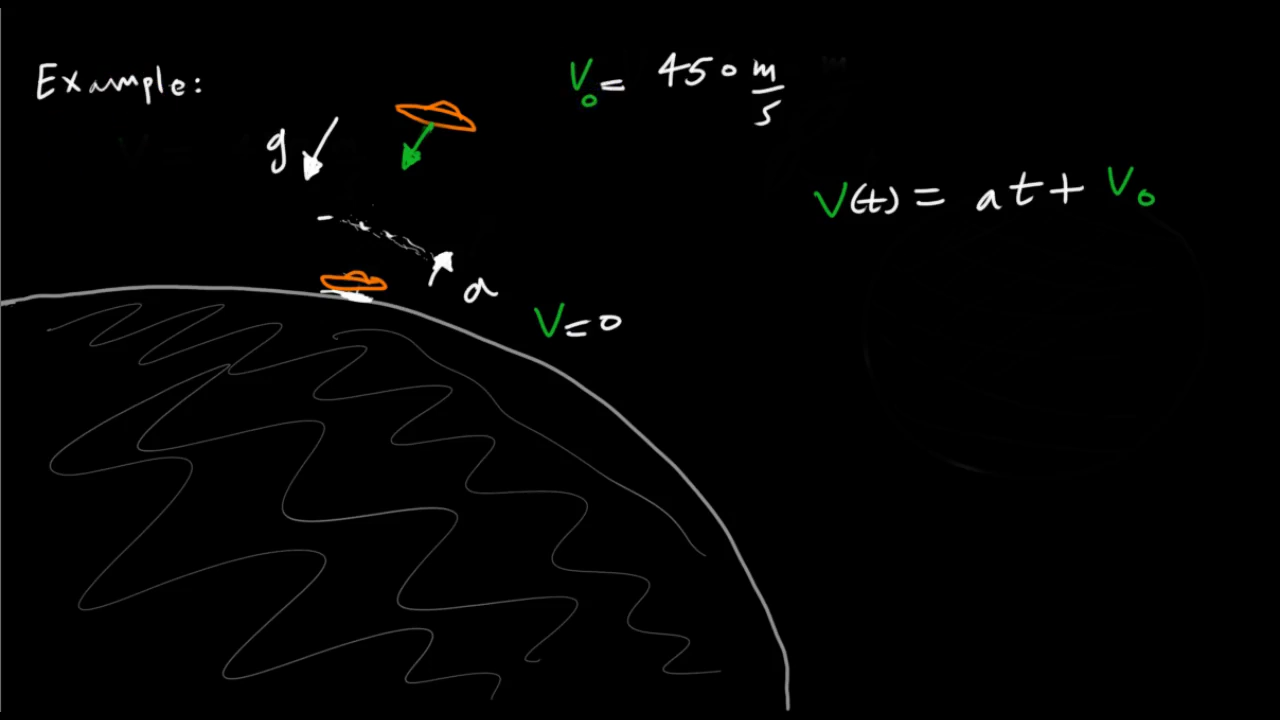 Example:
V₀ = 450 m/s
g
V(t) = at + V₀
a
V = 0